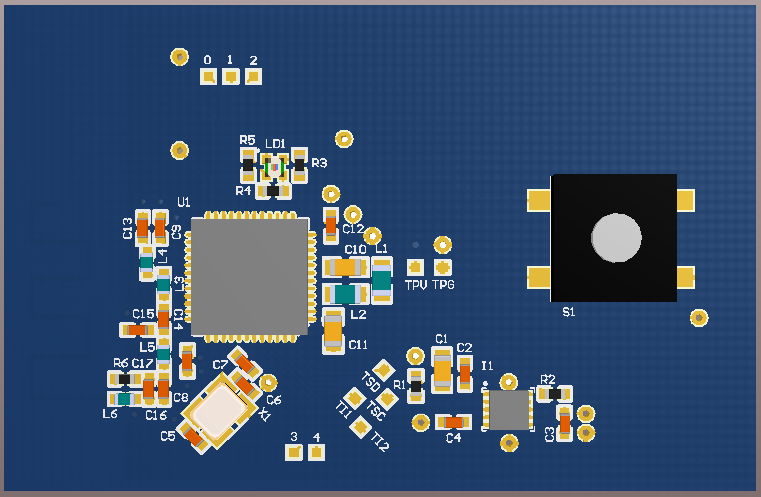 0 1 2
R5 LD1 R3
R4
U1
C13 C9 C12
L4 C10 L1
L3 TPV TPG
C15 C14 L2 S1
L5 C11
R6 C17 C7 C1 C2 I1
TSD R1 R2
L6 C16 C8 C6 TI1 TSC
C5 X1 TI2 C4 C3
3 4